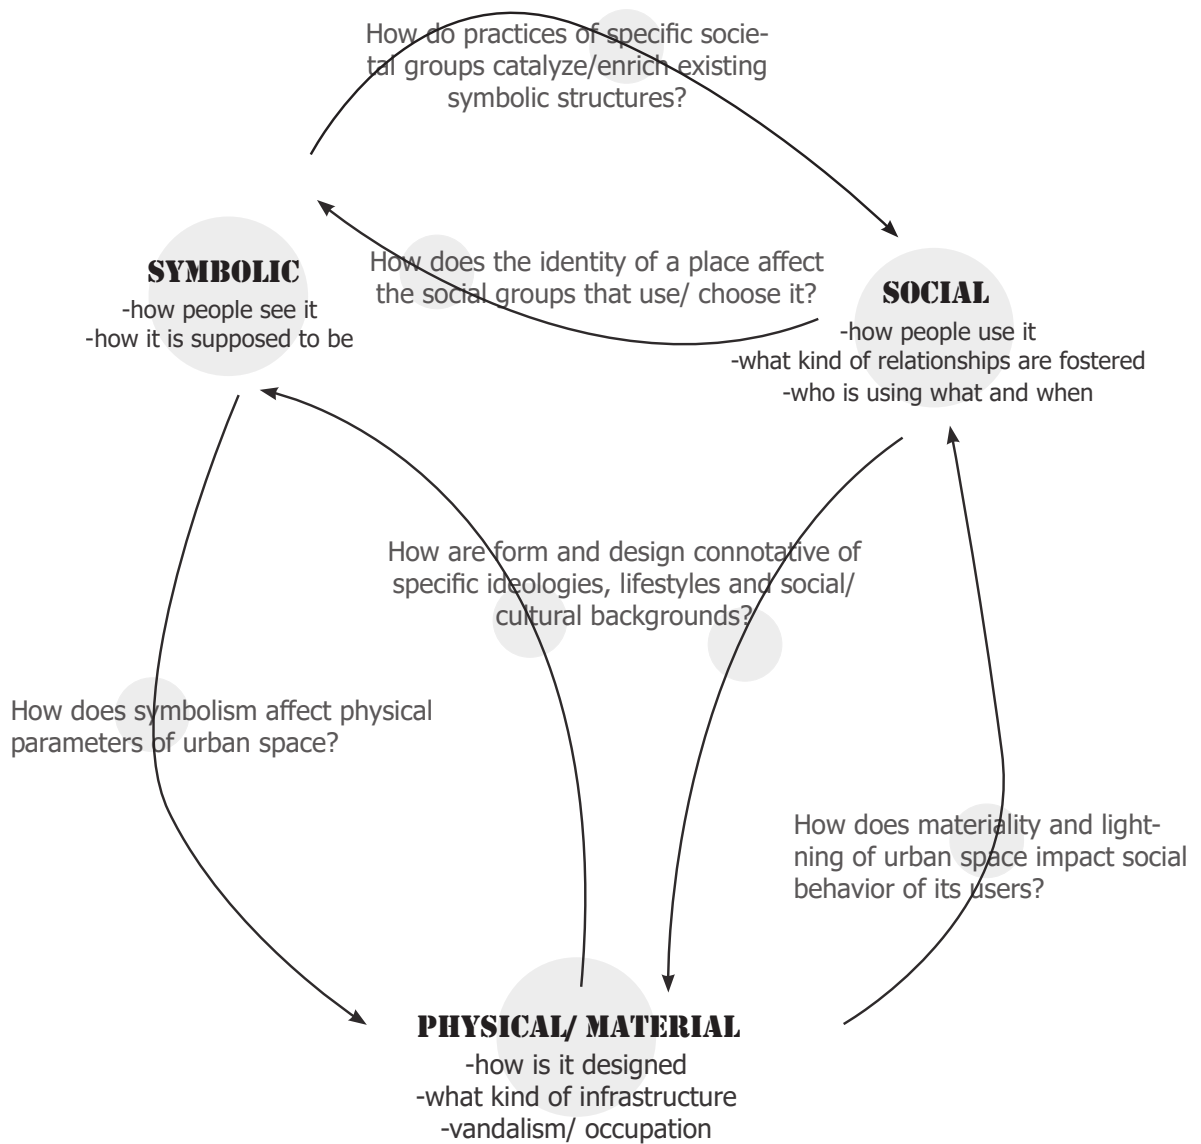 How do practices of specific socie-
tal groups catalyze/enrich existing
symbolic structures?
How does the identity of a place affect
the social groups that use/ choose it?
SYMBOLIC
-how people see it
-how it is supposed to be
SOCIAL
-how people use it
-what kind of relationships are fostered
-who is using what and when
How are form and design connotative of
specific ideologies, lifestyles and social/
cultural backgrounds?
How does symbolism affect physical
parameters of urban space?
How does materiality and light-
ning of urban space impact social
behavior of its users?
PHYSICAL/ MATERIAL
-how is it designed
-what kind of infrastructure
-vandalism/ occupation